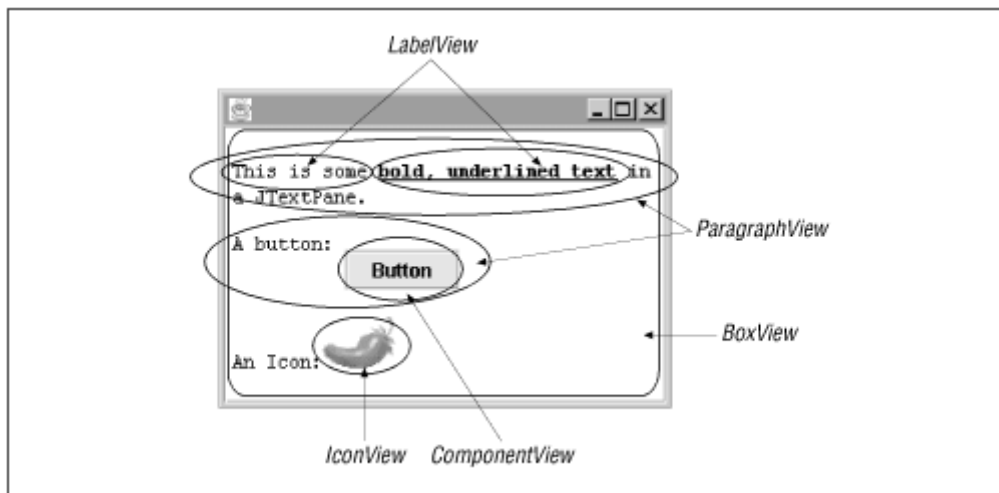 LabelView
This is some bold, underlined text in
a JTextPane.
ParagraphView
A button:
Button
BoxView
An Icon:
IconView ComponentView